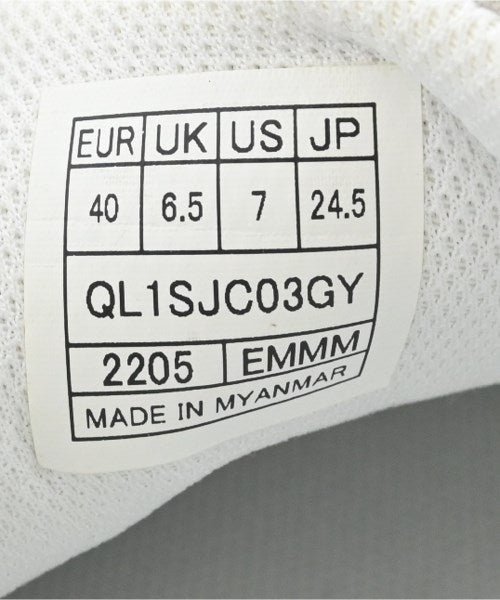 EUR UK US JP
40 6.5 7 24.5
QL1SJC03GY
2205 EMMM
MADE IN MYANMAR